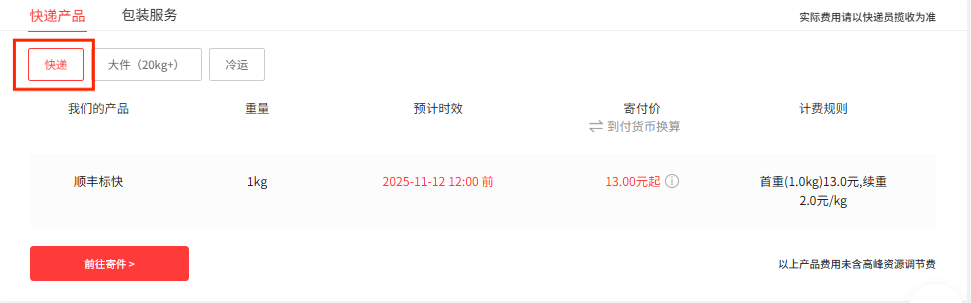 快递产品 包装服务 实际费用请以快递员揽收为准
快递 大件（20kg+） 冷运
我们的产品 重量 预计时效 寄付价 计费规则
到付货币换算
顺丰标快 1kg 2025-11-12 12:00 前 13.00元起 首重(1.0kg)13.0元,续重
2.0元/kg
前往寄件 > 以上产品费用未含高峰资源调节费